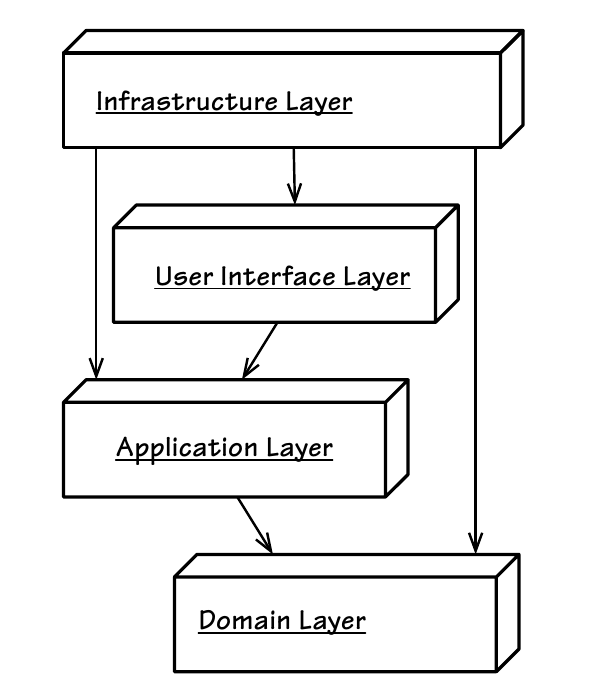 Infrastructure Layer
User Interface Layer
Application Layer
Domain Layer